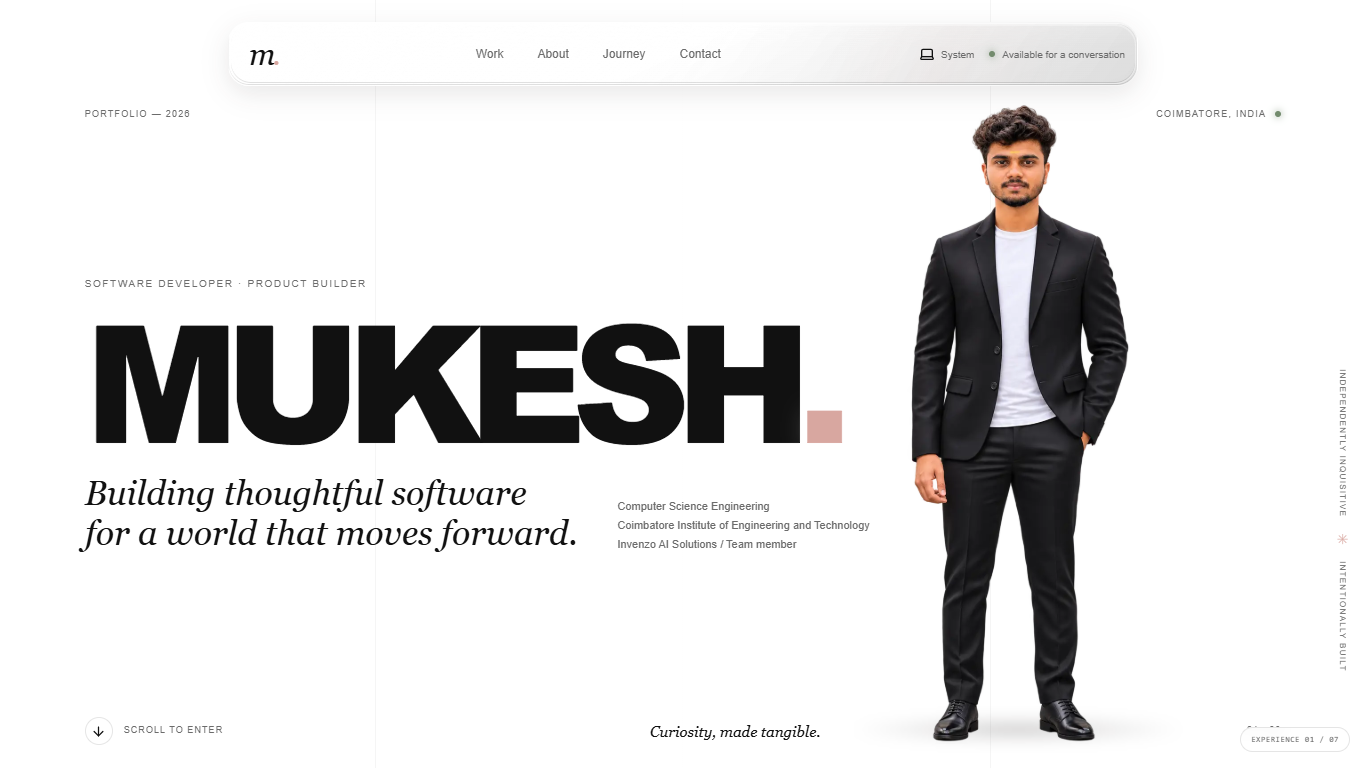 m.
Work
About
Journey
Contact
System
Available for a conversation
PORTFOLIO — 2026
COIMBATORE, INDIA
SOFTWARE DEVELOPER · PRODUCT BUILDER
MUKESH.
Building thoughtful software
for a world that moves forward.
Computer Science Engineering
Coimbatore Institute of Engineering and Technology
Invenzo AI Solutions / Team member
INDEPENDENTLY INQUISITIVE
INTENTIONALLY BUILT
SCROLL TO ENTER
Curiosity, made tangible.
EXPERIENCE 01 / 07